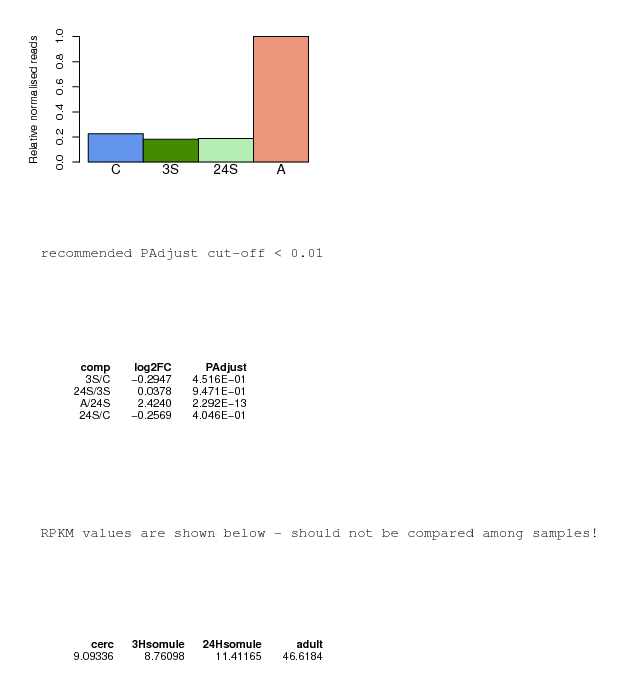 Relative normalised reads
1.0
0.8
0.6
0.4
0.2
0.0
C 3S 24S A
recommended PAdjust cut-off < 0.01
comp log2FC PAdjust
3S/C −0.2947 4.516E−01
24S/3S 0.0378 9.471E−01
A/24S 2.4240 2.292E−13
24S/C −0.2569 4.046E−01
RPKM values are shown below - should not be compared among samples!
cerc 3Hsomule 24Hsomule adult
9.09336 8.76098 11.41165 46.6184